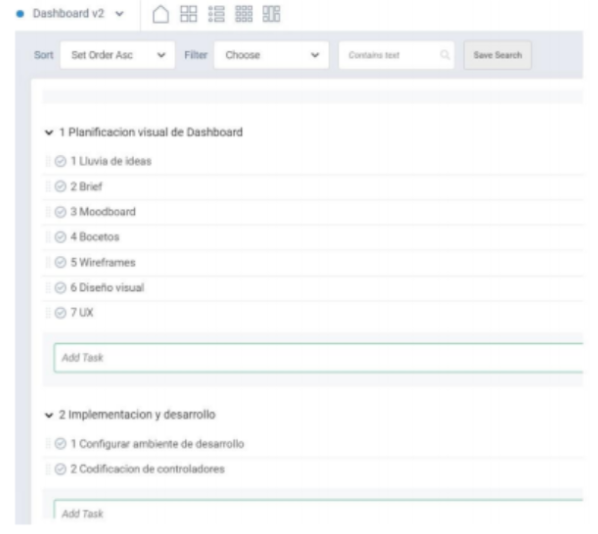 Dashboard v2
Sort Set Order Asc Filter Choose Contains text Save Search
1 Planificacion visual de Dashboard
1 Lluvia de ideas
2 Brief
3 Moodboard
4 Bocetos
5 Wireframes
6 Diseño visual
7 UX
Add Task
2 Implementacion y desarrollo
1 Configurar ambiente de desarrollo
2 Codificacion de controladores
Add Task